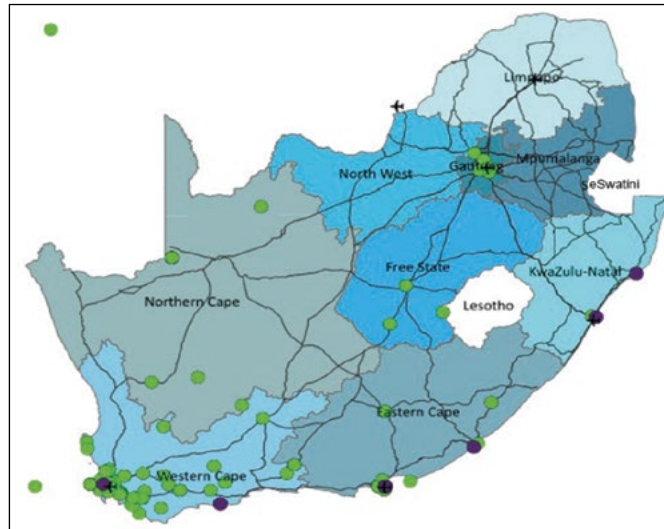 Limpopo
Gauteng
Mpumalanga
North West
eSwatini
Free State
KwaZulu-Natal
Northern Cape
Lesotho
Eastern Cape
Western Cape